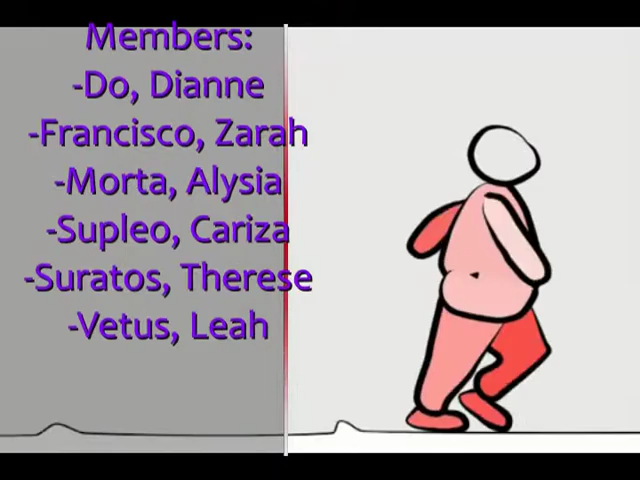 Members:
-Do, Dianne
-Francisco, Zarah
-Morta, Alysia
-Supleo, Cariza
-Suratos, Therese
-Vetus, Leah